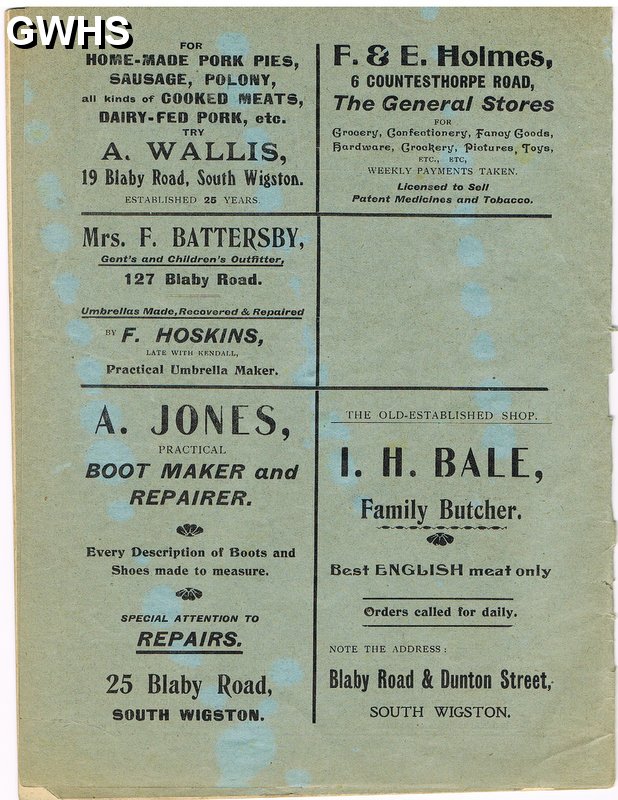 GWHS
FOR
HOME-MADE PORK PIES,
SAUSAGE, POLONY,
all kinds of COOKED MEATS,
DAIRY-FED PORK, etc.
TRY
A. WALLIS,
19 Blaby Road, South Wigston.
ESTABLISHED 25 YEARS.
F. & E. Holmes,
6 COUNTESTHORPE ROAD,
The General Stores
FOR
Grocery, Confectionery, Fancy Goods,
Hardware, Crockery, Pictures, Toys,
ETC., ETC,
WEEKLY PAYMENTS TAKEN.
Licensed to Sell
Patent Medicines and Tobacco.
Mrs. F. BATTERSBY,
Gent's and Children's Outfitter,
127 Blaby Road.
Umbrellas Made, Recovered & Repaired
BY F. HOSKINS,
LATE WITH KENDALL,
Practical Umbrella Maker.
A. JONES,
PRACTICAL
BOOT MAKER and
REPAIRER.
Every Description of Boots and
Shoes made to measure.
SPECIAL ATTENTION TO
REPAIRS.
25 Blaby Road,
SOUTH WIGSTON.
THE OLD-ESTABLISHED SHOP.
I. H. BALE,
Family Butcher.
Best ENGLISH meat only
Orders called for daily.
NOTE THE ADDRESS:
Blaby Road & Dunton Street,
SOUTH WIGSTON.